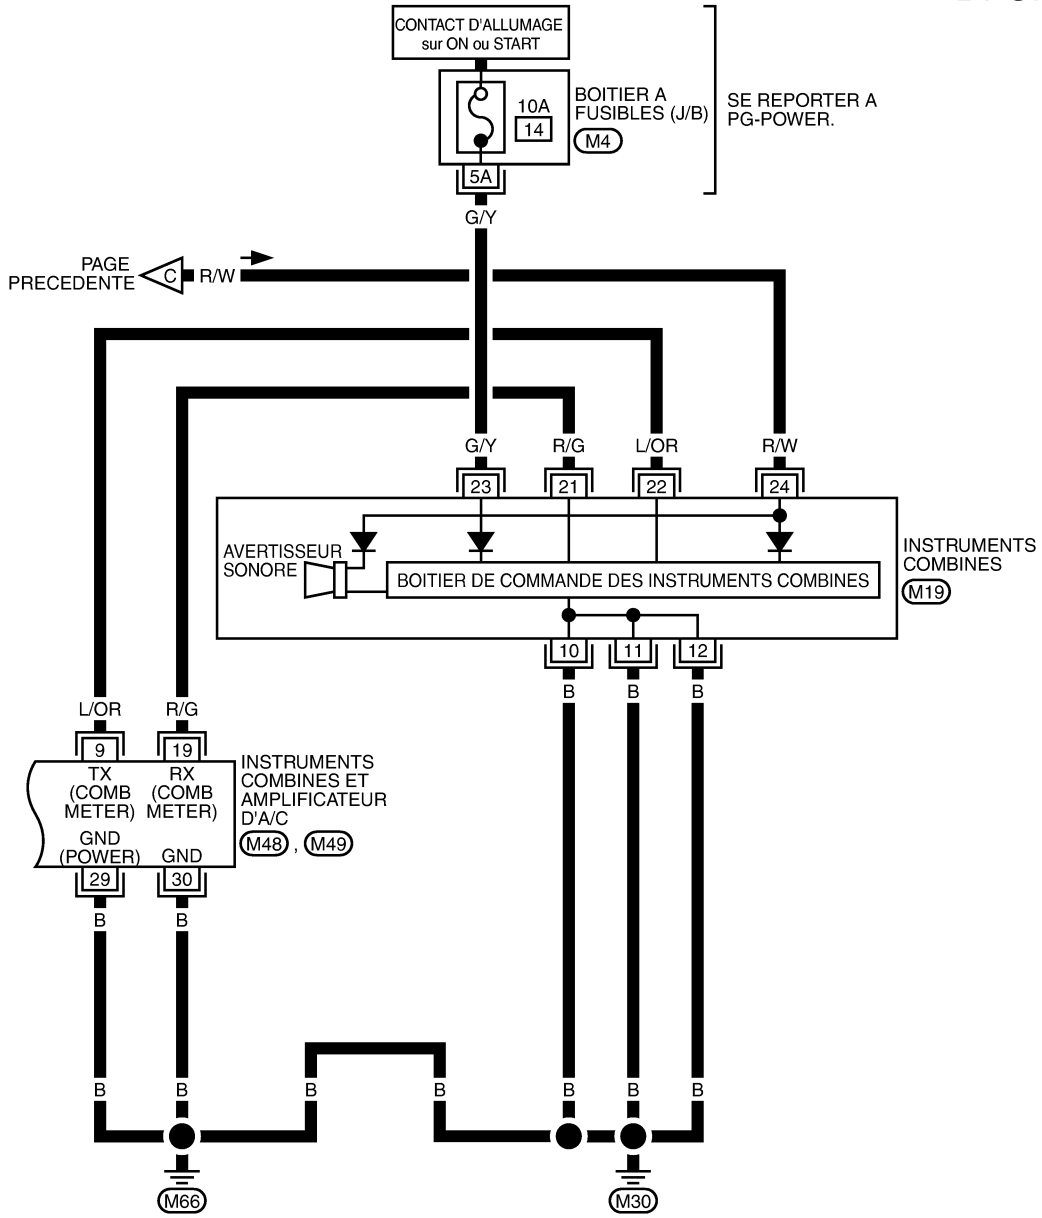 CONTACT D'ALLUMAGE
sur ON ou START
10A
14
BOITIER A
FUSIBLES (J/B)
M4
SE REPORTER A
PG-POWER.
5A
G/Y
PAGE
PRECEDENTE
C
R/W
G/Y
R/G
L/OR
R/W
23
21
22
24
AVERTISSEUR
SONORE
BOITIER DE COMMANDE DES INSTRUMENTS COMBINES
INSTRUMENTS
COMBINES
M19
10
11
12
B
B
B
L/OR
R/G
9
19
TX
(COMB
METER)
RX
(COMB
METER)
GND
(POWER)
GND
INSTRUMENTS
COMBINES ET
AMPLIFICATEUR
D'A/C
M48 , M49
29
30
B
B
B
B
B
B
B
B
B
M66
M30